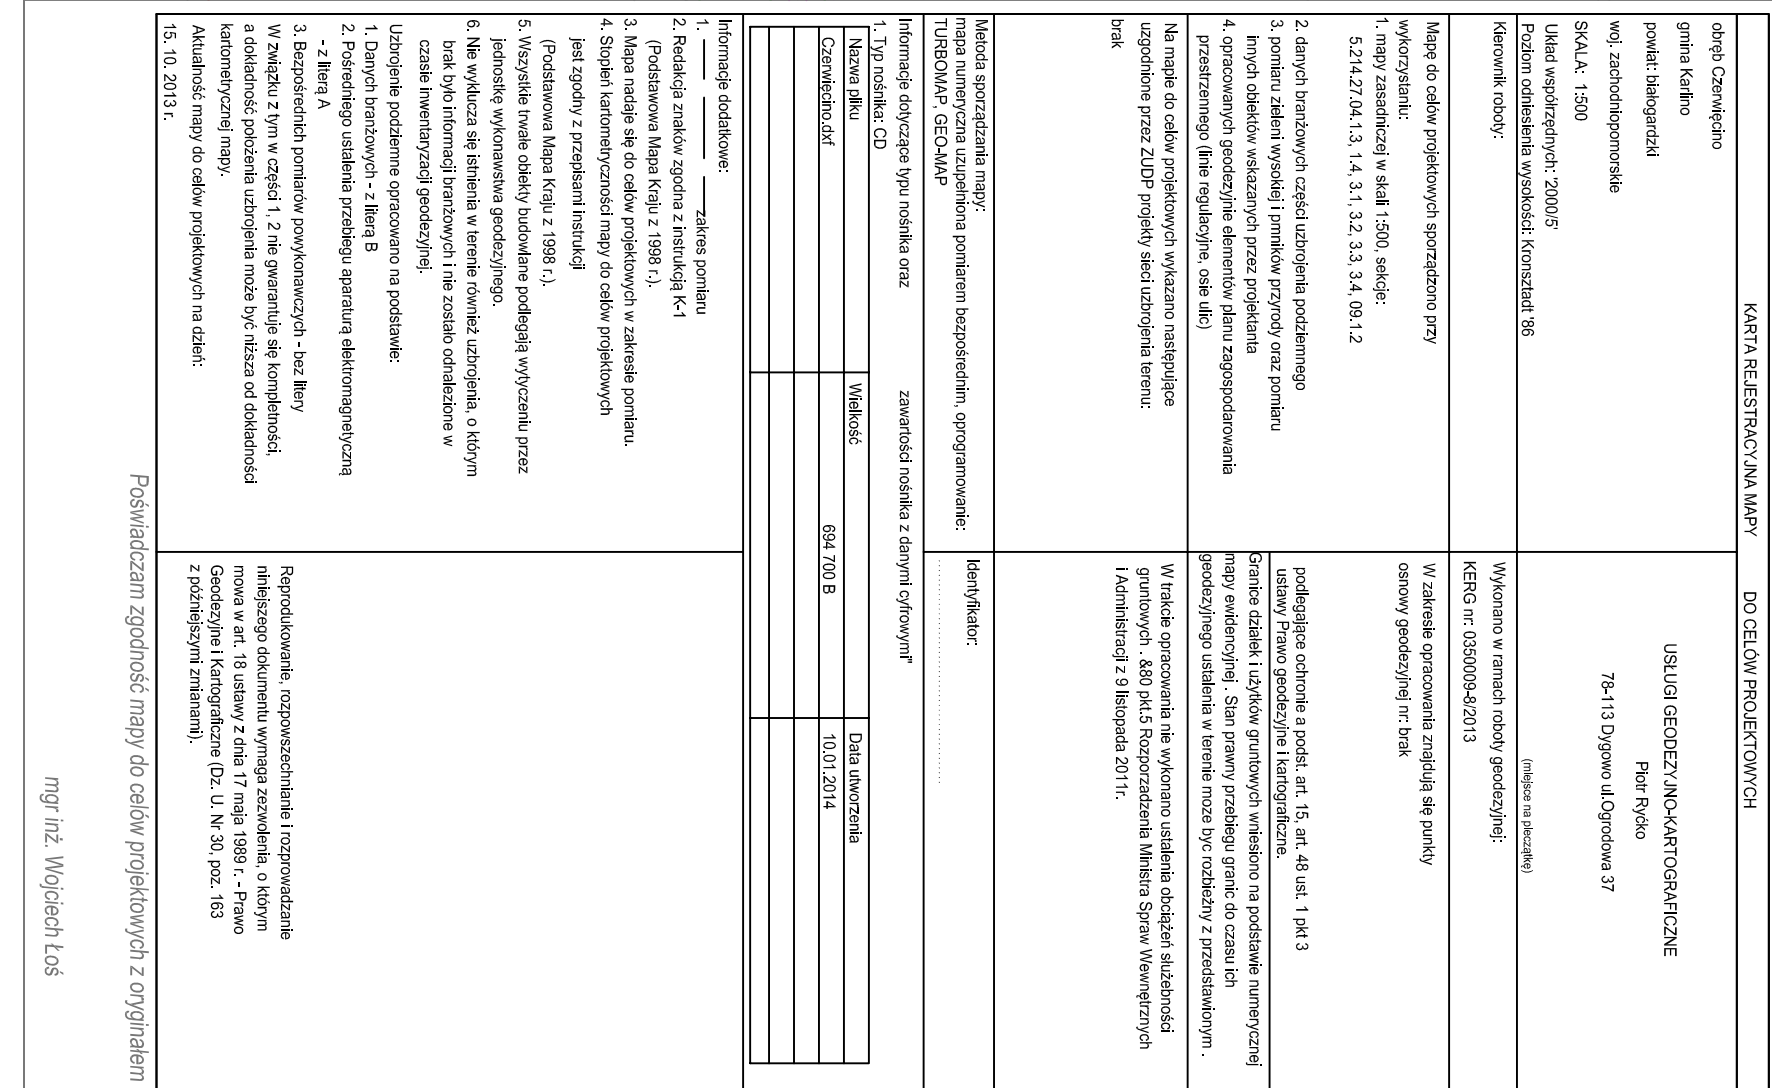 KARTA REJESTRACYJNA MAPY DO CELÓW PROJEKTOWYCH
obręb Czerwięcino
gmina Karlino
powiat: białogardzki
woj. zachodniopomorskie
SKALA: 1:500
Układ współrzędnych: '2000/5'
Poziom odniesienia wysokości: Kronsztadt '86
USŁUGI GEODEZYJNO-KARTOGRAFICZNE
Piotr Ryćko
78-113 Dygowo ul.Ogrodowa 37
(miejsce na pieczątkę)
Kierownik roboty:
Wykonano w ramach roboty geodezyjnej:
KERG nr: 0350009-8/2013
Mapę do celów projektowych sporządzono przy
wykorzystaniu:
1. mapy zasadniczej w skali 1:500, sekcje:
5.214.27.04.1.3, 1.4, 3.1, 3.2, 3.3, 3.4, 09.1.2
2. danych branżowych części uzbrojenia podziemnego
3. pomiaru zieleni wysokiej i pmników przyrody oraz pomiaru
innych obiektów wskazanych przez projektanta
4. opracowanych geodezyjnie elementów planu zagospodarowania
przestrzennego (linie regulacyjne, osie ulic)
W zakresie opracowania znajdują się punkty
osnowy geodezyjnej nr: brak
podlegające ochronie a podst. art. 15, art. 48 ust. 1 pkt 3
ustawy Prawo geodezyjne i kartograficzne.
Granice działek i użytków gruntowych wniesiono na podstawie numerycznej
mapy ewidencyjnej . Stan prawny przebiegu granic do czasu ich
geodezyjnego ustalenia w terenie moze byc rozbieżny z przedstawionym .
Na mapie do celów projektowych wykazano następujące
uzgodnione przez ZUDP projekty sieci uzbrojenia terenu:
brak
W trakcie opracowania nie wykonano ustalenia obciążeń służebności
gruntowych . &80 pkt.5 Rozporządzenia Ministra Spraw Wewnętrznych
i Administracji z 9 listopada 2011r.
Metoda sporządzania mapy:
mapa numeryczna uzupełniona pomiarem bezpośrednim, oprogramowanie:
TURBOMAP, GEO-MAP
Identyfikator:
Informacje dotyczące typu nośnika oraz zawartości nośnika z danymi cyfrowymi"
1. Typ nośnika: CD
Nazwa pliku Wielkość Data utworzenia
Czerwięcino.dxf 694 700 B 10.01.2014
Informacje dodatkowe:
1. zakres pomiaru
2. Redakcja znaków zgodna z instrukcją K-1
(Podstawowa Mapa Kraju z 1998 r.).
3. Mapa nadaje się do celów projektowych w zakresie pomiaru.
4. Stopień kartometryczności mapy do celów projektowych
jest zgodny z przepisami instrukcji
(Podstawowa Mapa Kraju z 1998 r.).
5. Wszystkie trwałe obiekty budowlane podlegają wytyczeniu przez
jednostkę wykonawstwa geodezyjnego.
6. Nie wyklucza się istnienia w terenie również uzbrojenia, o którym
brak było informacji branżowych i nie zostało odnalezione w
czasie inwentaryzacji geodezyjnej.
Uzbrojenie podziemne opracowano na podstawie:
1. Danych branżowych - z literą B
2. Pośredniego ustalenia przebiegu aparaturą elektromagnetyczną
- z literą A
3. Bezpośrednich pomiarów powykonawczych - bez litery
W związku z tym w części 1, 2 nie gwarantuje się kompletności,
a dokładność położenia uzbrojenia może być niższa od dokładności
kartometrycznej mapy.
Aktualność mapy do celów projektowych na dzień:
15. 10. 2013 r.
Reprodukowanie, rozpowszechnianie i rozprowadzanie
niniejszego dokumentu wymaga zezwolenia, o którym
mowa w art. 18 ustawy z dnia 17 maja 1989 r. - Prawo
Geodezyjne i Kartograficzne (Dz. U. Nr 30, poz. 163
z późniejszymi zmianami).
Poświadczam zgodność mapy do celów projektowych z oryginałem
mgr inż. Wojciech Łoś